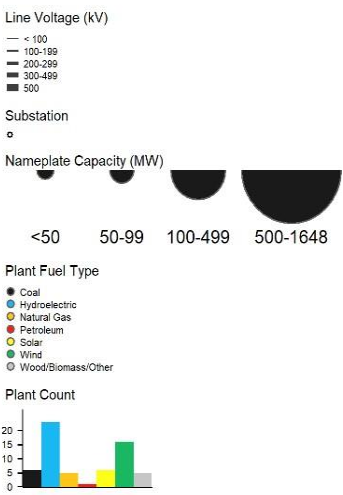 Line Voltage (kV)
< 100
100-199
200-299
300-499
500
Substation
Nameplate Capacity (MW)
<50 50-99 100-499 500-1648
Plant Fuel Type
Coal
Hydroelectric
Natural Gas
Petroleum
Solar
Wind
Wood/Biomass/Other
Plant Count
20
15
10
5
0